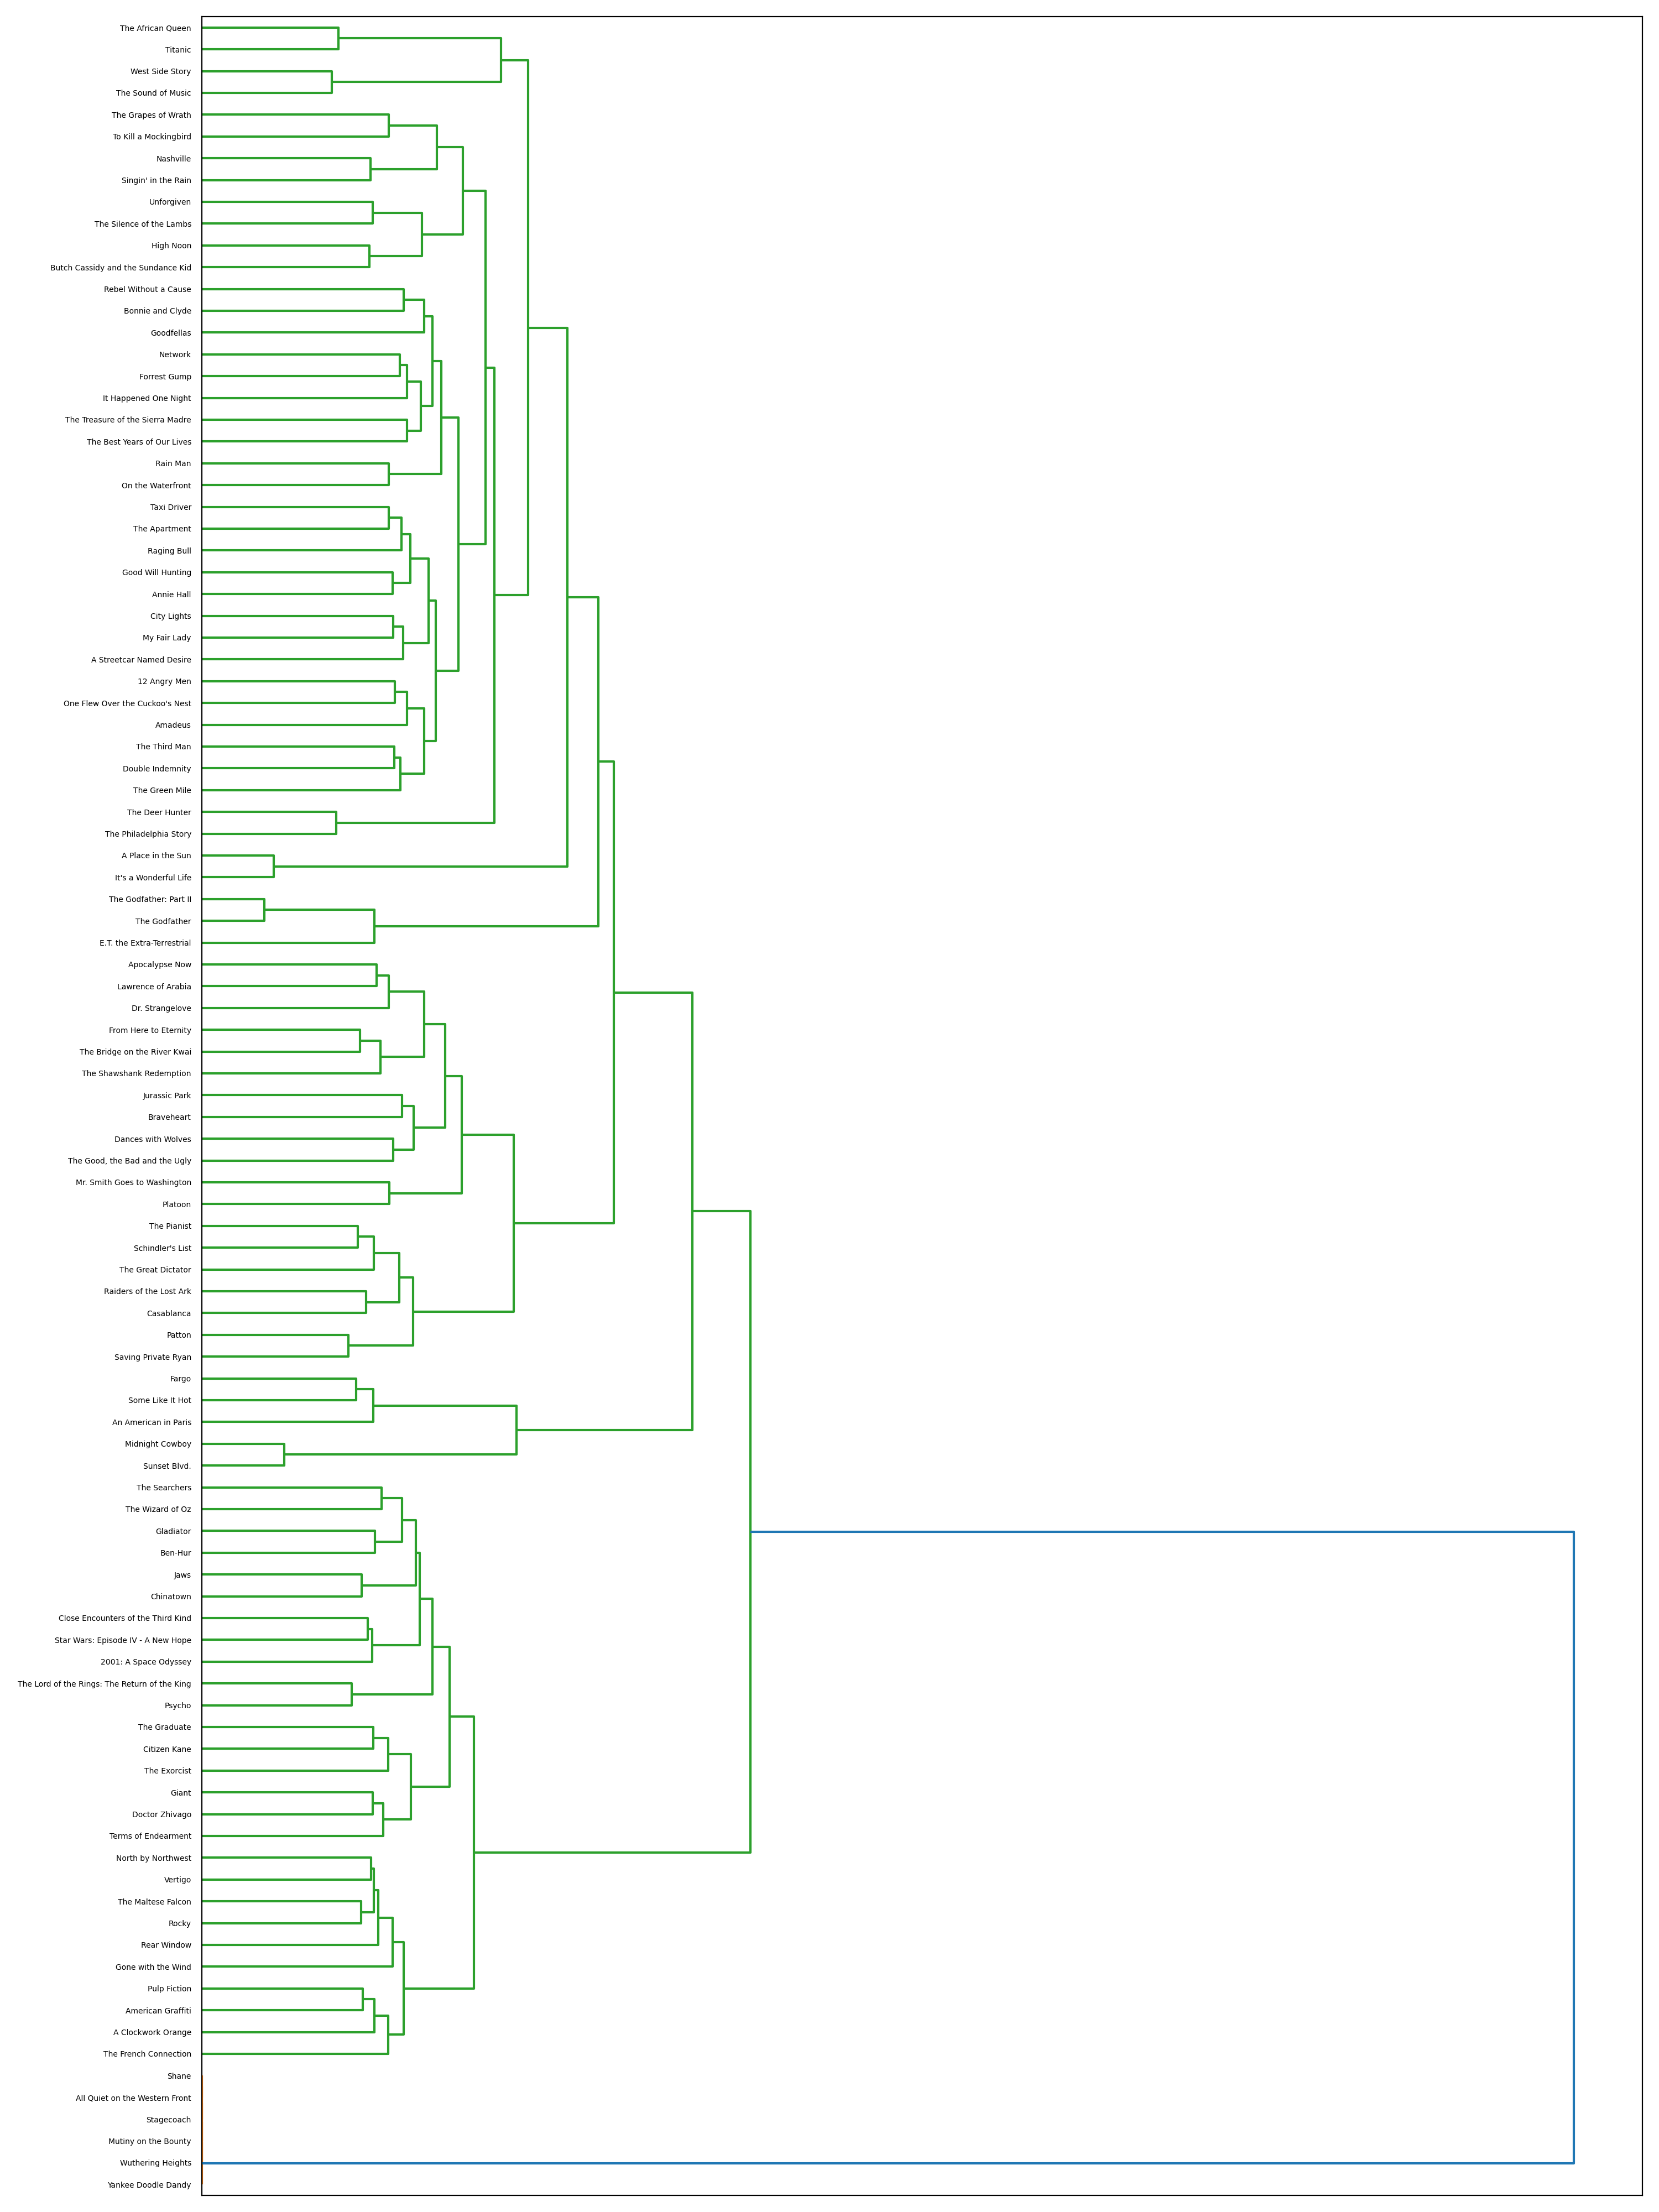 The African Queen
Titanic
West Side Story
The Sound of Music
The Grapes of Wrath
To Kill a Mockingbird
Nashville
Singin' in the Rain
Unforgiven
The Silence of the Lambs
High Noon
Butch Cassidy and the Sundance Kid
Rebel Without a Cause
Bonnie and Clyde
Goodfellas
Network
Forrest Gump
It Happened One Night
The Treasure of the Sierra Madre
The Best Years of Our Lives
Rain Man
On the Waterfront
Taxi Driver
The Apartment
Raging Bull
Good Will Hunting
Annie Hall
City Lights
My Fair Lady
A Streetcar Named Desire
12 Angry Men
One Flew Over the Cuckoo's Nest
Amadeus
The Third Man
Double Indemnity
The Green Mile
The Deer Hunter
The Philadelphia Story
A Place in the Sun
It's a Wonderful Life
The Godfather: Part II
The Godfather
E.T. the Extra-Terrestrial
Apocalypse Now
Lawrence of Arabia
Dr. Strangelove
From Here to Eternity
The Bridge on the River Kwai
The Shawshank Redemption
Jurassic Park
Braveheart
Dances with Wolves
The Good, the Bad and the Ugly
Mr. Smith Goes to Washington
Platoon
The Pianist
Schindler's List
The Great Dictator
Raiders of the Lost Ark
Casablanca
Patton
Saving Private Ryan
Fargo
Some Like It Hot
An American in Paris
Midnight Cowboy
Sunset Blvd.
The Searchers
The Wizard of Oz
Gladiator
Ben-Hur
Jaws
Chinatown
Close Encounters of the Third Kind
Star Wars: Episode IV - A New Hope
2001: A Space Odyssey
The Lord of the Rings: The Return of the King
Psycho
The Graduate
Citizen Kane
The Exorcist
Giant
Doctor Zhivago
Terms of Endearment
North by Northwest
Vertigo
The Maltese Falcon
Rocky
Rear Window
Gone with the Wind
Pulp Fiction
American Graffiti
A Clockwork Orange
The French Connection
Shane
All Quiet on the Western Front
Stagecoach
Mutiny on the Bounty
Wuthering Heights
Yankee Doodle Dandy